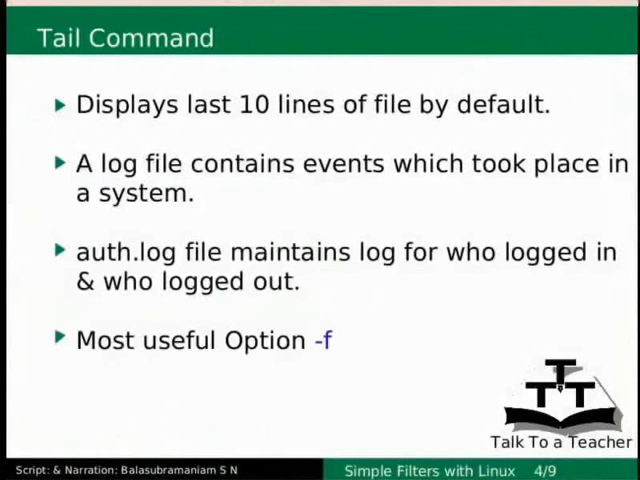 Tail Command
Displays last 10 lines of file by default.
A log file contains events which took place in
a system.
auth.log file maintains log for who logged in
& who logged out.
Most useful Option -f
T
T T
Talk To a Teacher
Script: & Narration: Balasubramaniam S N
Simple Filters with Linux 4/9